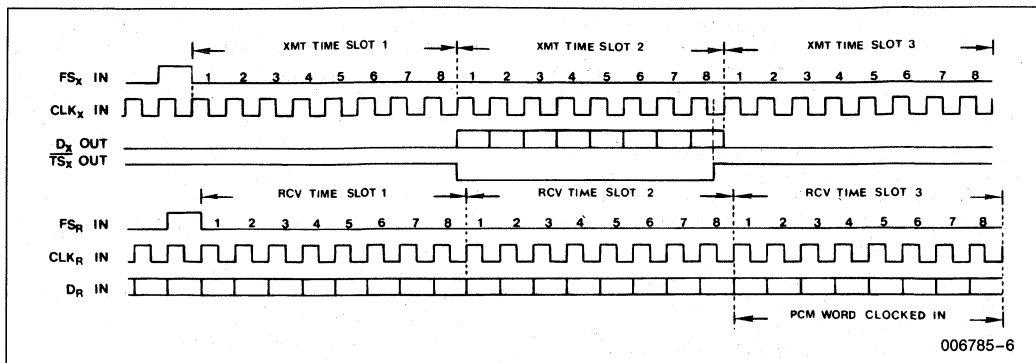 XMT TIME SLOT 1 XMT TIME SLOT 2 XMT TIME SLOT 3
FSX IN 1 2 3 4 5 6 7 8 1 2 3 4 5 6 7 8 1 2 3 4 5 6 7 8
CLKX IN
DX OUT
TSX OUT
RCV TIME SLOT 1 RCV TIME SLOT 2 RCV TIME SLOT 3
FSR IN 1 2 3 4 5 6 7 8 1 2 3 4 5 6 7 8 1 2 3 4 5 6 7 8
CLKR IN
DR IN
PCM WORD CLOCKED IN
006785-6